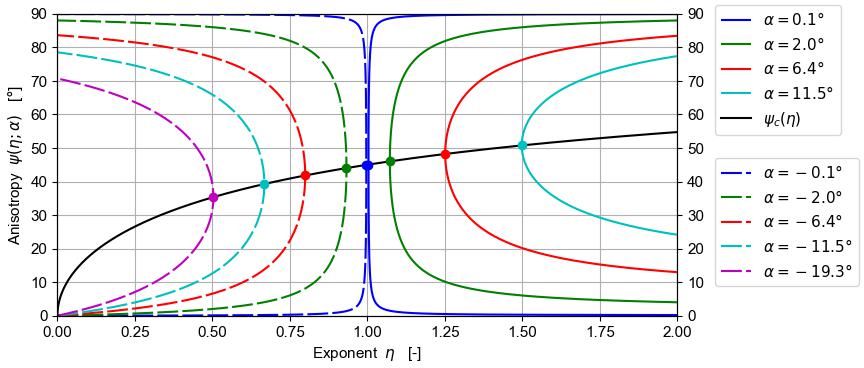 90 80 70 60 50 40 30 20 10 0
Anisotropy ψ(η; α) [°]
90 80 70 60 50 40 30 20 10 0
0.00 0.25 0.50 0.75 1.00 1.25 1.50 1.75 2.00
Exponent η [-]
α = 0.1°
α = 2.0°
α = 6.4°
α = 11.5°
ψc(η)
α = −0.1°
α = −2.0°
α = −6.4°
α = −11.5°
α = −19.3°